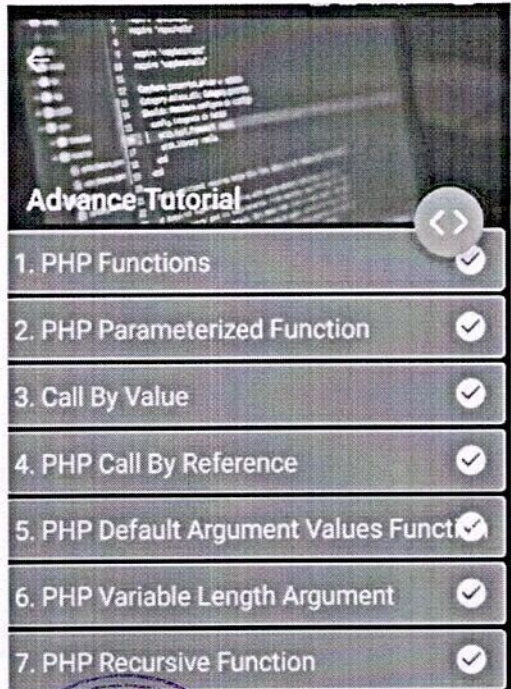 Advance Tutorial
1. PHP Functions
2. PHP Parameterized Function
3. Call By Value
4. PHP Call By Reference
5. PHP Default Argument Values Function
6. PHP Variable Length Argument
7. PHP Recursive Function